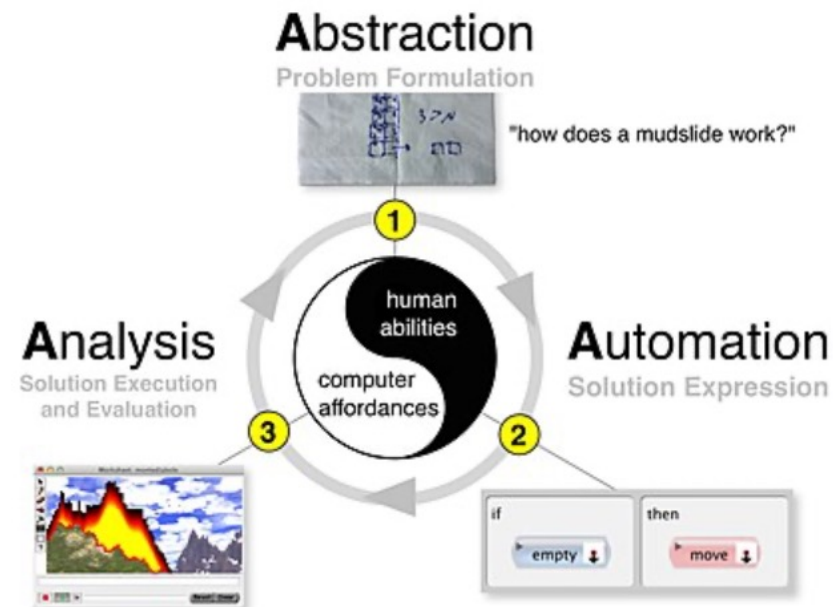 Abstraction
Problem Formulation
"how does a mudslide work?"
1
human
abilities
computer
affordances
Analysis
Solution Execution
and Evaluation
3
Automation
Solution Expression
2
if
empty
then
move